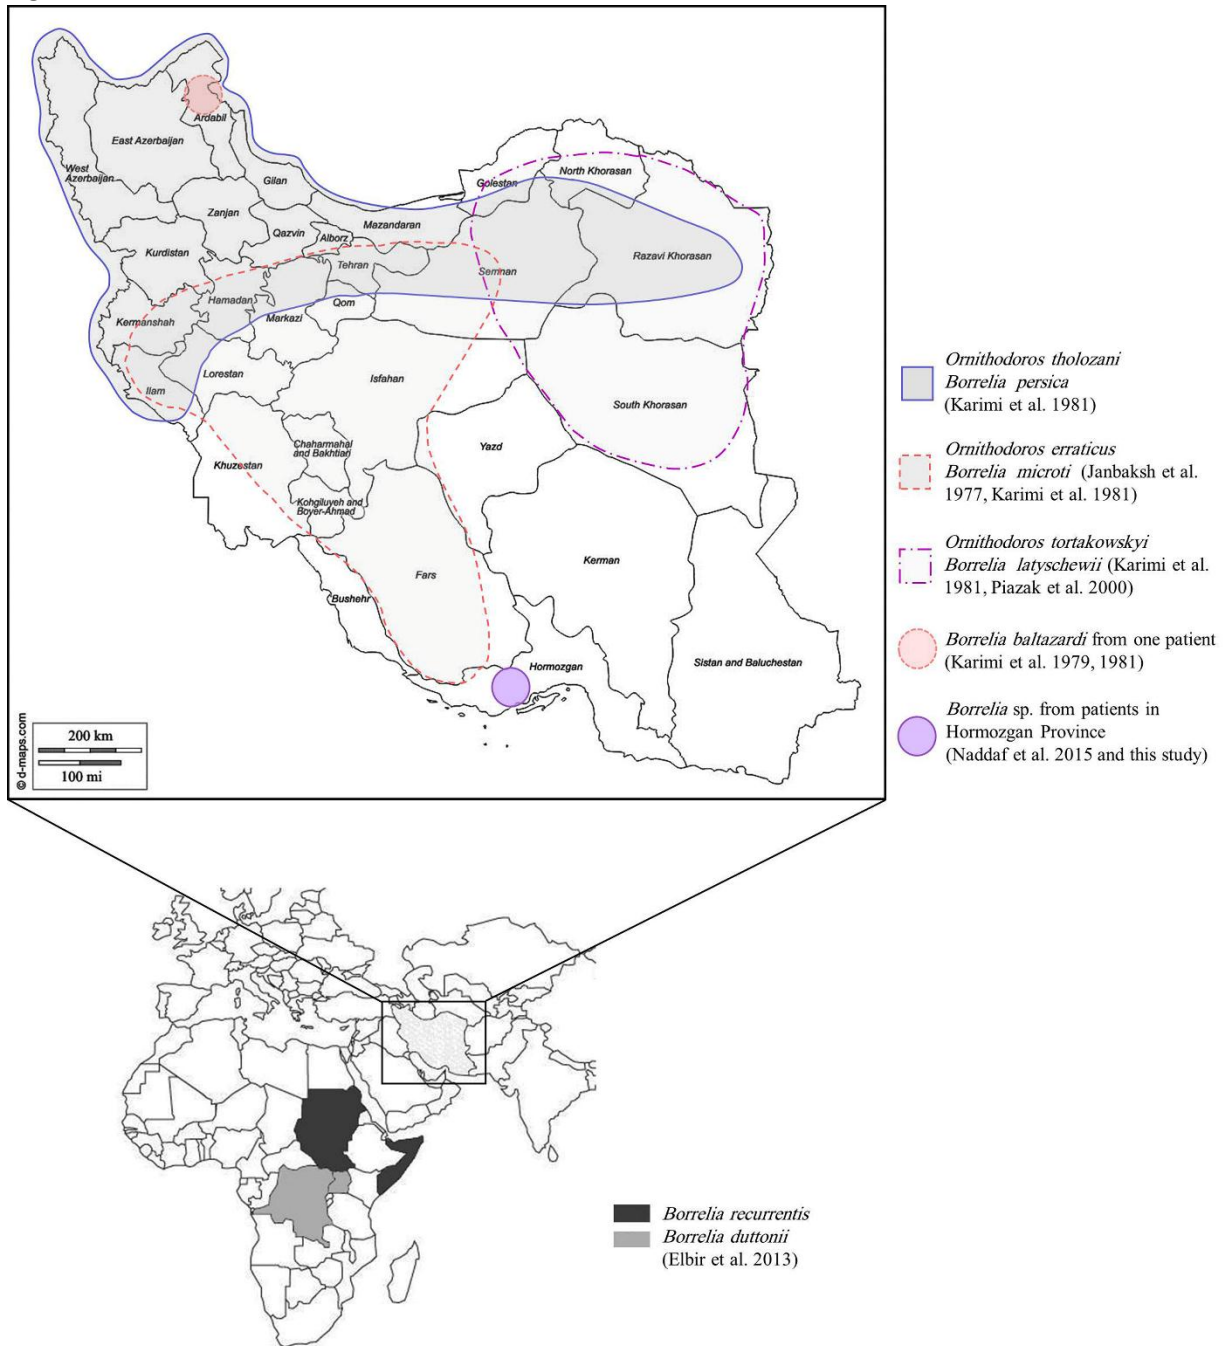 Ardabil
East Azerbaijan
West
Azerbaijan
Gilan
Golestan
North Khorasan
Zanjan
Mazandaran
Qazvin
Alborz
Kurdistan
Tehran
Semnan
Razavi Khorasan
Hamadan
Qom
Kermanshah
Markazi
Lorestan
Isfahan
Ilam
South Khorasan
Chaharmahal
and Bakhtiari
Yazd
Khuzestan
Kohgiluyeh and
Boyer-Ahmad
Kerman
Fars
Bushehr
Hormozgan
Sistan and Baluchestan
© d-maps.com
200 km
100 mi
Ornithodoros tholozani
Borrelia persica
(Karimi et al. 1981)
Ornithodoros erraticus
Borrelia microti (Janbaksh et al.
1977, Karimi et al. 1981)
Ornithodoros tortakowskyi
Borrelia latyschewii (Karimi et al.
1981, Piazak et al. 2000)
Borrelia baltazardi from one patient
(Karimi et al. 1979, 1981)
Borrelia sp. from patients in
Hormozgan Province
(Naddaf et al. 2015 and this study)
Borrelia recurrentis
Borrelia duttonii
(Elbir et al. 2013)